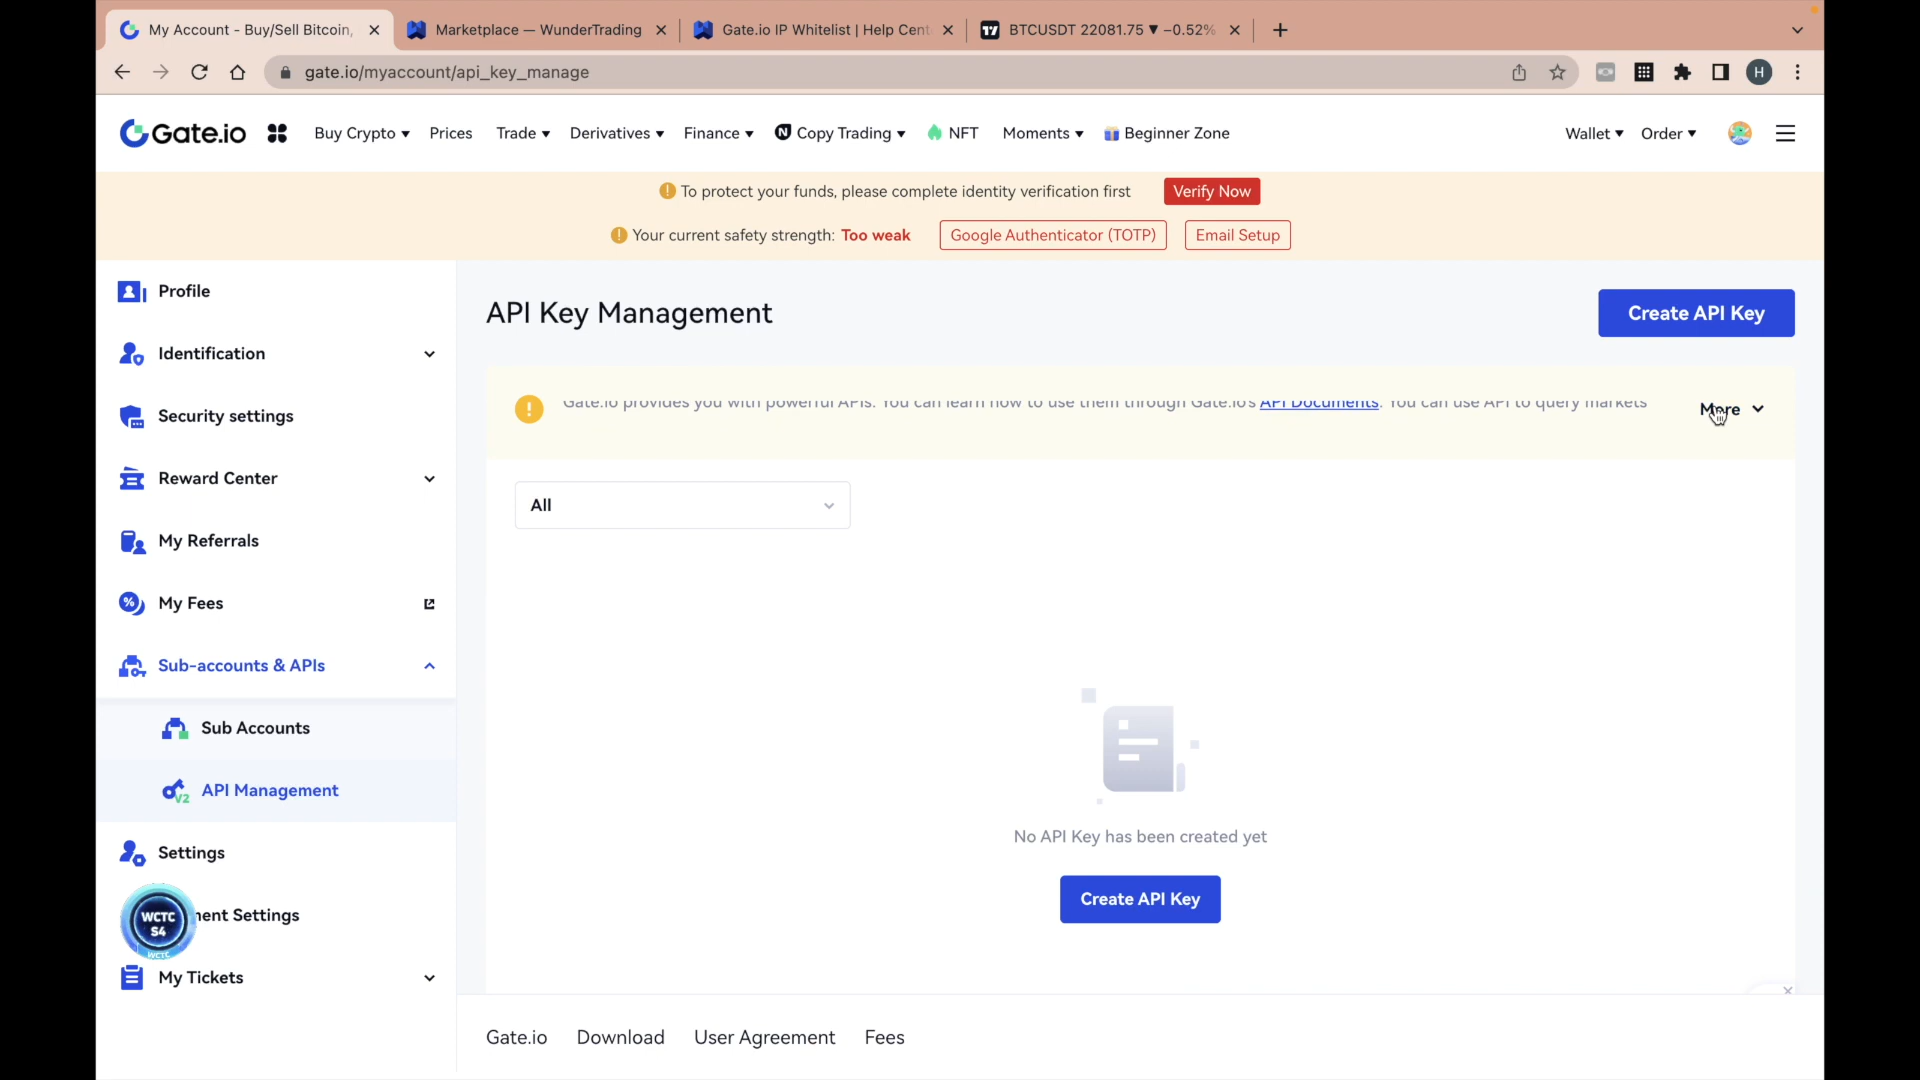 My Account - Buy/Sell Bitcoin,
Marketplace — WunderTrading
Gate.io IP Whitelist | Help Cent
BTCUSDT 22081.75 ▼ −0.52%
gate.io/myaccount/api_key_manage
H
Gate.io
Buy Crypto ▾
Prices
Trade ▾
Derivatives ▾
Finance ▾
Copy Trading ▾
NFT
Moments ▾
Beginner Zone
Wallet ▾
Order ▾
To protect your funds, please complete identity verification first
Verify Now
Your current safety strength: Too weak
Google Authenticator (TOTP)
Email Setup
Profile
Identification
Security settings
Reward Center
My Referrals
My Fees
Sub-accounts & APIs
Sub Accounts
V2
API Management
Settings
ment Settings
WCTC
S4
WCTC
My Tickets
API Key Management
Create API Key
Gate.io provides you with powerful APIs. You can learn how to use them through Gate.io's API Documents. You can use API to query markets
More
All
No API Key has been created yet
Create API Key
Gate.io
Download
User Agreement
Fees